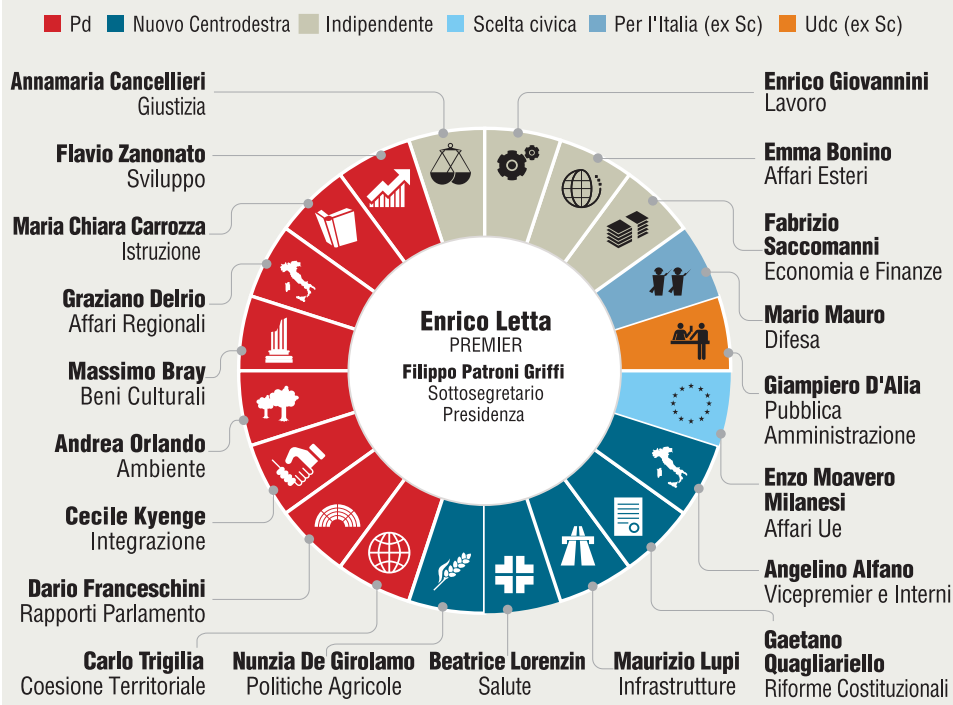 Pd Nuovo Centrodestra Indipendente Scelta civica Per l'Italia (ex Sc) Udc (ex Sc)
Annamaria Cancellieri
Giustizia
Flavio Zanonato
Sviluppo
Maria Chiara Carrozza
Istruzione
Graziano Delrio
Affari Regionali
Massimo Bray
Beni Culturali
Andrea Orlando
Ambiente
Cecile Kyenge
Integrazione
Dario Franceschini
Rapporti Parlamento
Carlo Trigilia
Coesione Territoriale
Nunzia De Girolamo
Politiche Agricole
Beatrice Lorenzin
Salute
Maurizio Lupi
Infrastrutture
Enrico Letta
PREMIER
Filippo Patroni Griffi
Sottosegretario
Presidenza
Enrico Giovannini
Lavoro
Emma Bonino
Affari Esteri
Fabrizio
Saccomanni
Economia e Finanze
Mario Mauro
Difesa
Giampiero D'Alia
Pubblica
Amministrazione
Enzo Moavero
Milanesi
Affari Ue
Angelino Alfano
Vicepremier e Interni
Gaetano
Quagliariello
Riforme Costituzionali